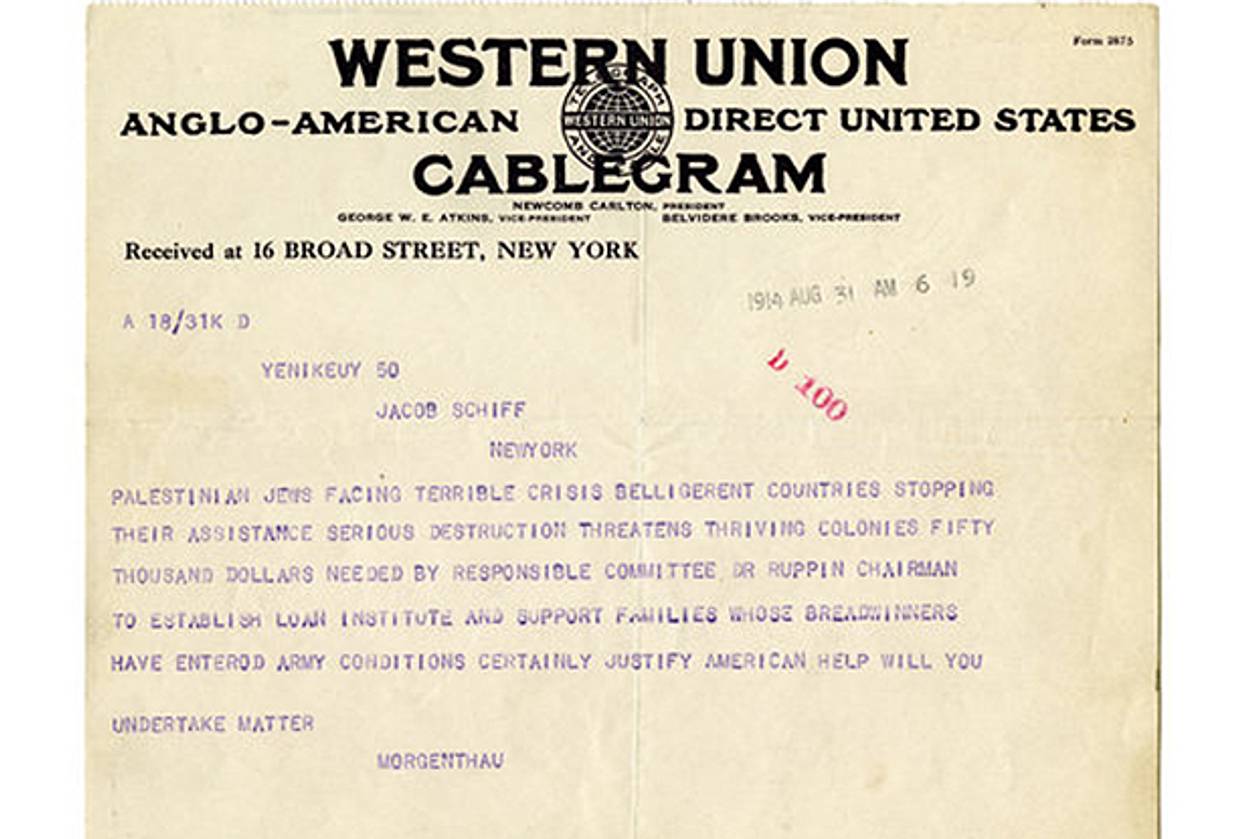 Form 2875
WESTERN UNION
TELEGRAPH
WESTERN UNION
ANGLO-AMERICAN DIRECT UNITED STATES
CABLEGRAM
NEWCOMB CARLTON, PRESIDENT
GEORGE W. E. ATKINS, VICE-PRESIDENT BELVIDERE BROOKS, VICE-PRESIDENT
Received at 16 BROAD STREET, NEW YORK
1914 AUG 31 AM 6 19
A 18/31K D
b 100
YENIKEUY 50
JACOB SCHIFF
NEWYORK
PALESTINIAN JEWS FACING TERRIBLE CRISIS BELLIGERENT COUNTRIES STOPPING
THEIR ASSISTANCE SERIOUS DESTRUCTION THREATENS THRIVING COLONIES FIFTY
THOUSAND DOLLARS NEEDED BY RESPONSIBLE COMMITTEE DR RUPPIN CHAIRMAN
TO ESTABLISH LOAN INSTITUTE AND SUPPORT FAMILIES WHOSE BREADWINNERS
HAVE ENTEROD ARMY CONDITIONS CERTAINLY JUSTIFY AMERICAN HELP WILL YOU
UNDERTAKE MATTER
MORGENTHAU